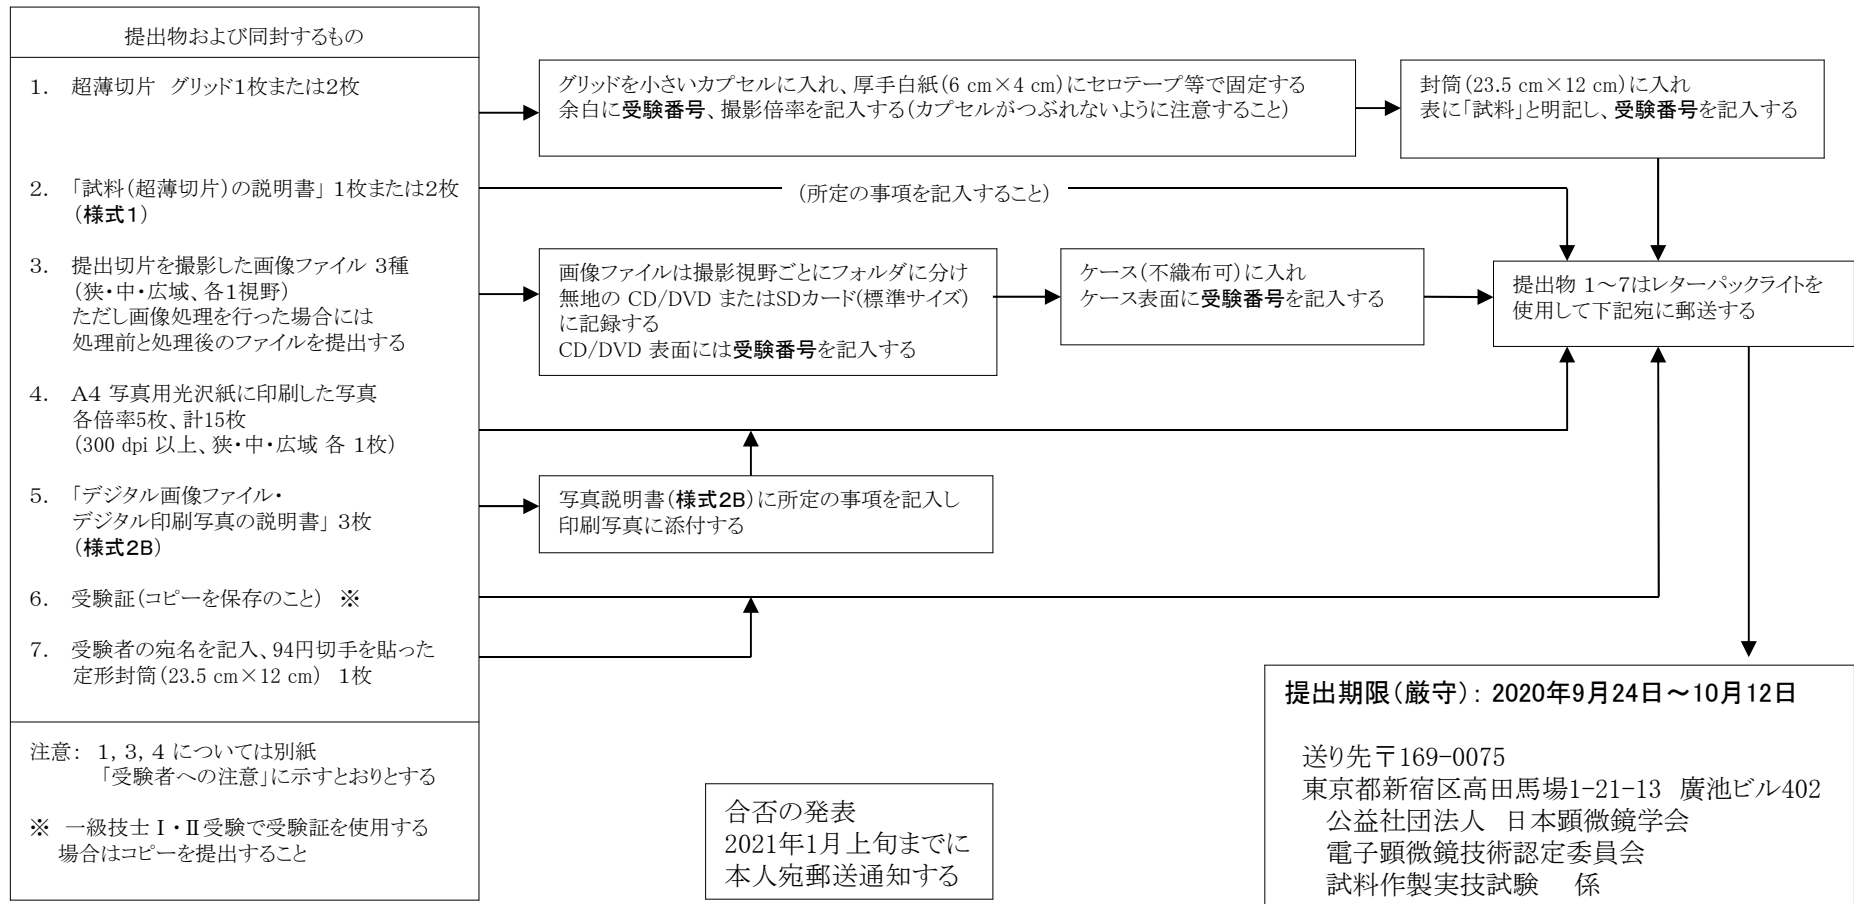 提出物および同封するもの
1. 超薄切片 グリッド1枚または2枚
2. 「試料(超薄切片)の説明書」 1枚または2枚
(様式1)
3. 提出切片を撮影した画像ファイル 3種
(狭・中・広域、各1視野)
ただし画像処理を行った場合には
処理前と処理後のファイルを提出する
4. A4 写真用光沢紙に印刷した写真
各倍率5枚、計15枚
(300 dpi 以上、狭・中・広域 各 1枚)
5. 「デジタル画像ファイル・
デジタル印刷写真の説明書」 3枚
(様式2B)
6. 受験証(コピーを保存のこと) ※
7. 受験者の宛名を記入、94円切手を貼った
定形封筒(23.5 cm×12 cm) 1枚
注意: 1, 3, 4 については別紙
「受験者への注意」に示すとおりとする
※ 一級技士 Ⅰ・Ⅱ受験で受験証を使用する
場合はコピーを提出すること
グリッドを小さいカプセルに入れ、厚手白紙(6 cm×4 cm)にセロテープ等で固定する
余白に受験番号、撮影倍率を記入する(カプセルがつぶれないように注意すること)
封筒(23.5 cm×12 cm)に入れ
表に「試料」と明記し、受験番号を記入する
(所定の事項を記入すること)
画像ファイルは撮影視野ごとにフォルダに分け
無地の CD/DVD またはSDカード(標準サイズ)
に記録する
CD/DVD 表面には受験番号を記入する
ケース(不織布可)に入れ
ケース表面に受験番号を記入する
提出物 1～7はレターパックライトを
使用して下記宛に郵送する
写真説明書(様式2B)に所定の事項を記入し
印刷写真に添付する
合否の発表
2021年1月上旬までに
本人宛郵送通知する
提出期限(厳守): 2020年9月24日～10月12日
送り先〒169-0075
東京都新宿区高田馬場1-21-13 廣池ビル402
公益社団法人 日本顕微鏡学会
電子顕微鏡技術認定委員会
試料作製実技試験 係